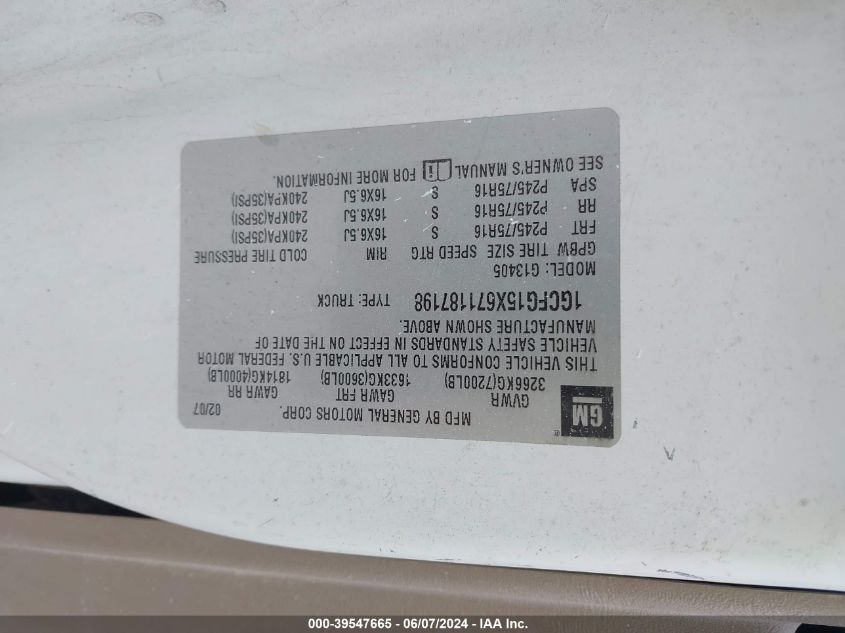 MFD BY GENERAL MOTORS CORP. 02/07
GM
GVWR GAWR FRT GAWR RR
3266KG(7200LB) 1633KG(3600LB) 1814KG(4000LB)
THIS VEHICLE CONFORMS TO ALL APPLICABLE U.S. FEDERAL MOTOR
VEHICLE SAFETY STANDARDS IN EFFECT ON THE DATE OF
MANUFACTURE SHOWN ABOVE.
1GCFG15X671187198 TYPE: TRUCK
MODEL: G13405
GPBW TIRE SIZE SPEED RTG RIM COLD TIRE PRESSURE
FRT P245/75R16 S 16X6.5J 240KPA(35PSI)
RR P245/75R16 S 16X6.5J 240KPA(35PSI)
SPA P245/75R16 S 16X6.5J 240KPA(35PSI)
SEE OWNER'S MANUAL FOR MORE INFORMATION.
000-39547665 - 06/07/2024 - IAA Inc.